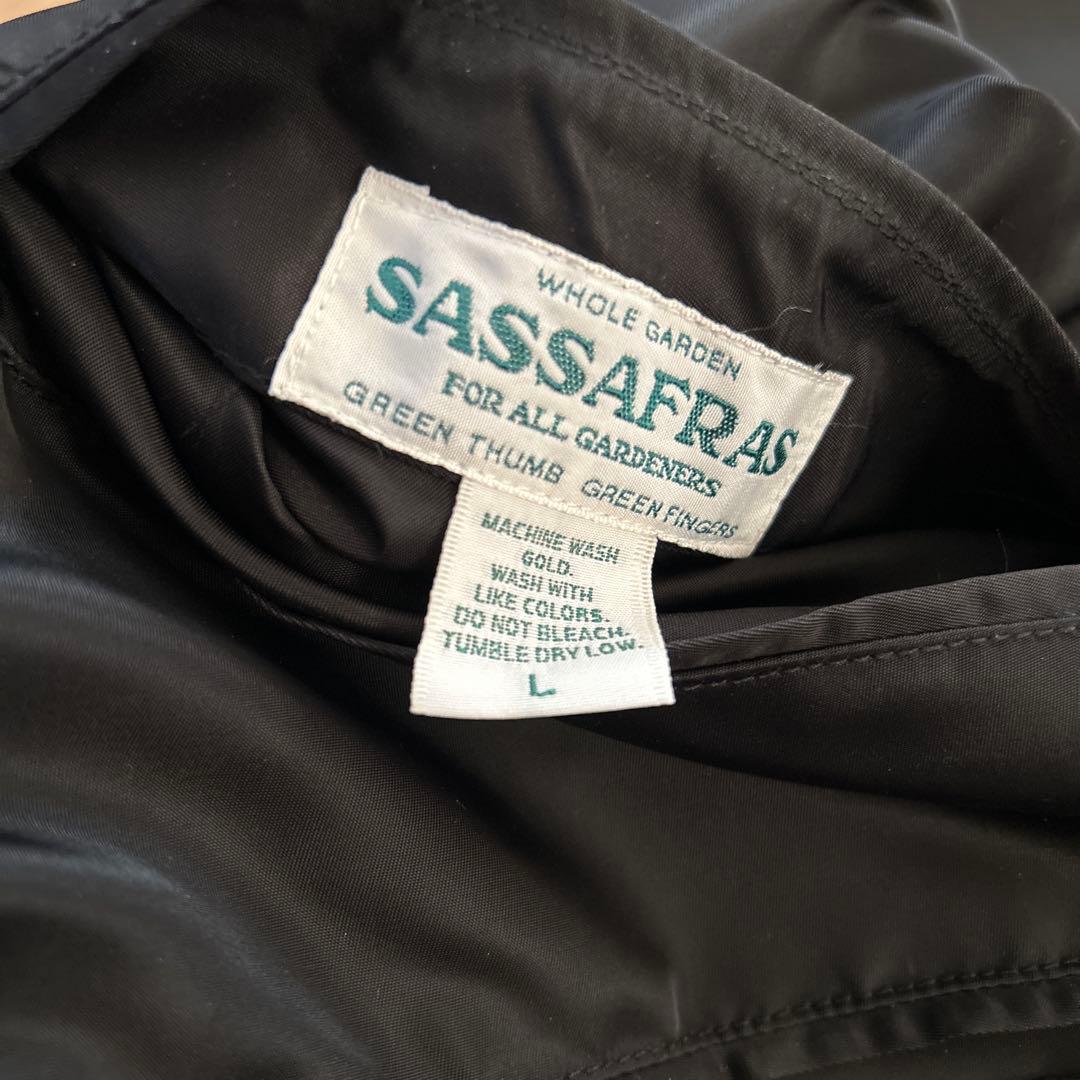 WHOLE GARDEN
SASSAFRAS
FOR ALL GARDENERS
GREEN THUMB GREEN FINGERS
MACHINE WASH
GOLD.
WASH WITH
LIKE COLORS.
DO NOT BLEACH.
TUMBLE DRY LOW.
L